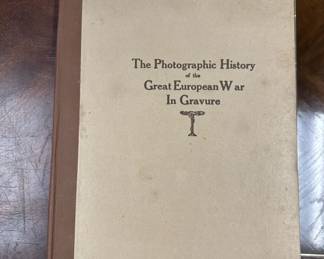 The Photographic History
of the
Great European War
In Gravure